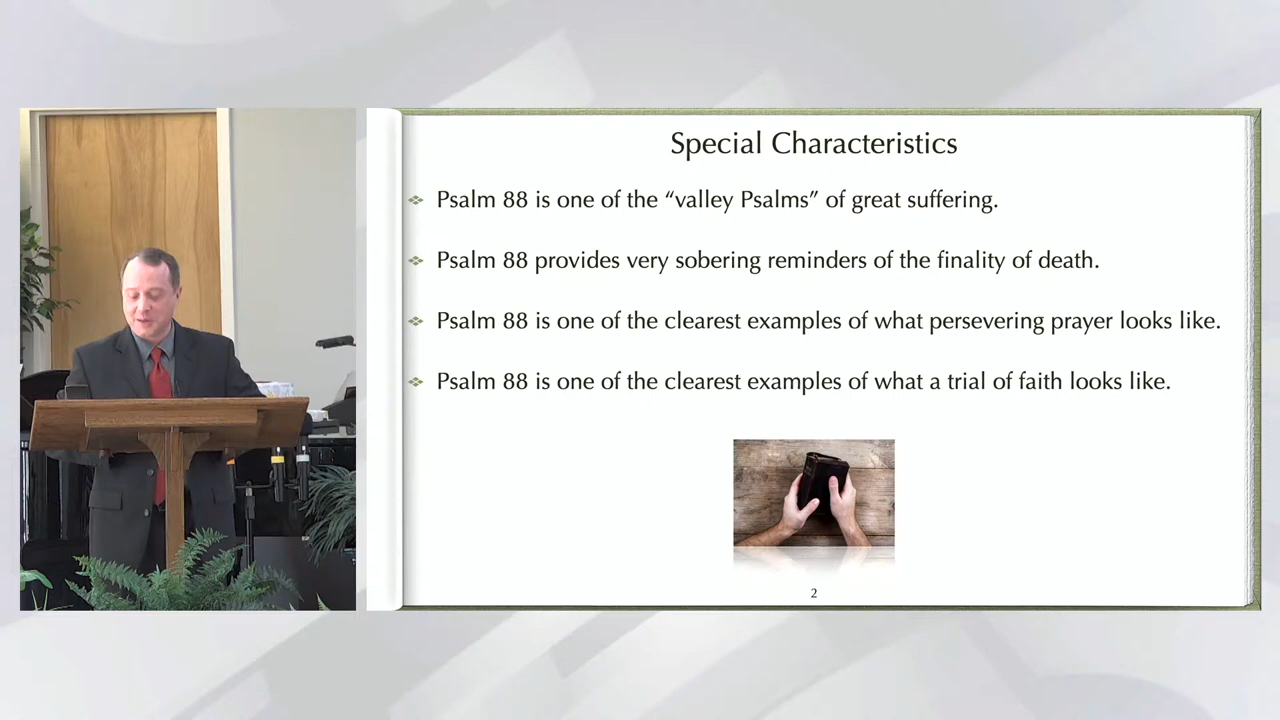 Special Characteristics
Psalm 88 is one of the “valley Psalms” of great suffering.
Psalm 88 provides very sobering reminders of the finality of death.
Psalm 88 is one of the clearest examples of what persevering prayer looks like.
Psalm 88 is one of the clearest examples of what a trial of faith looks like.
2